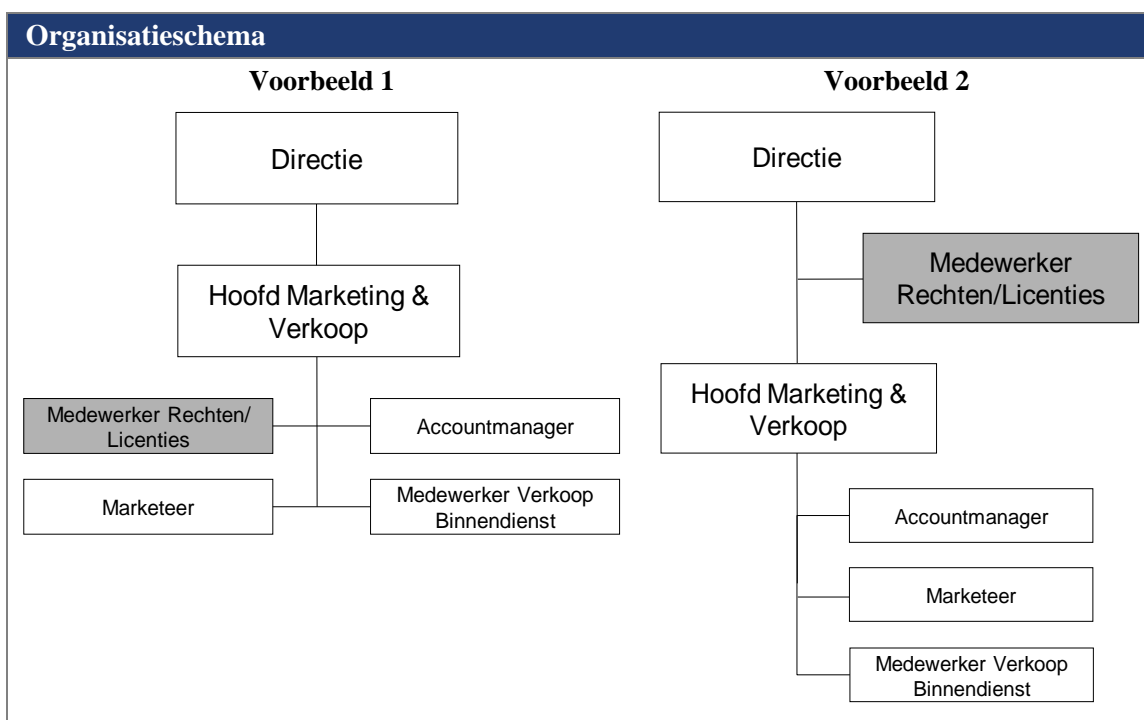 Organisatieschema
Voorbeeld 1
Directie
Hoofd Marketing &
Verkoop
Medewerker Rechten/
Licenties
Accountmanager
Marketeer
Medewerker Verkoop
Binnendienst
Voorbeeld 2
Directie
Medewerker
Rechten/Licenties
Hoofd Marketing &
Verkoop
Accountmanager
Marketeer
Medewerker Verkoop
Binnendienst